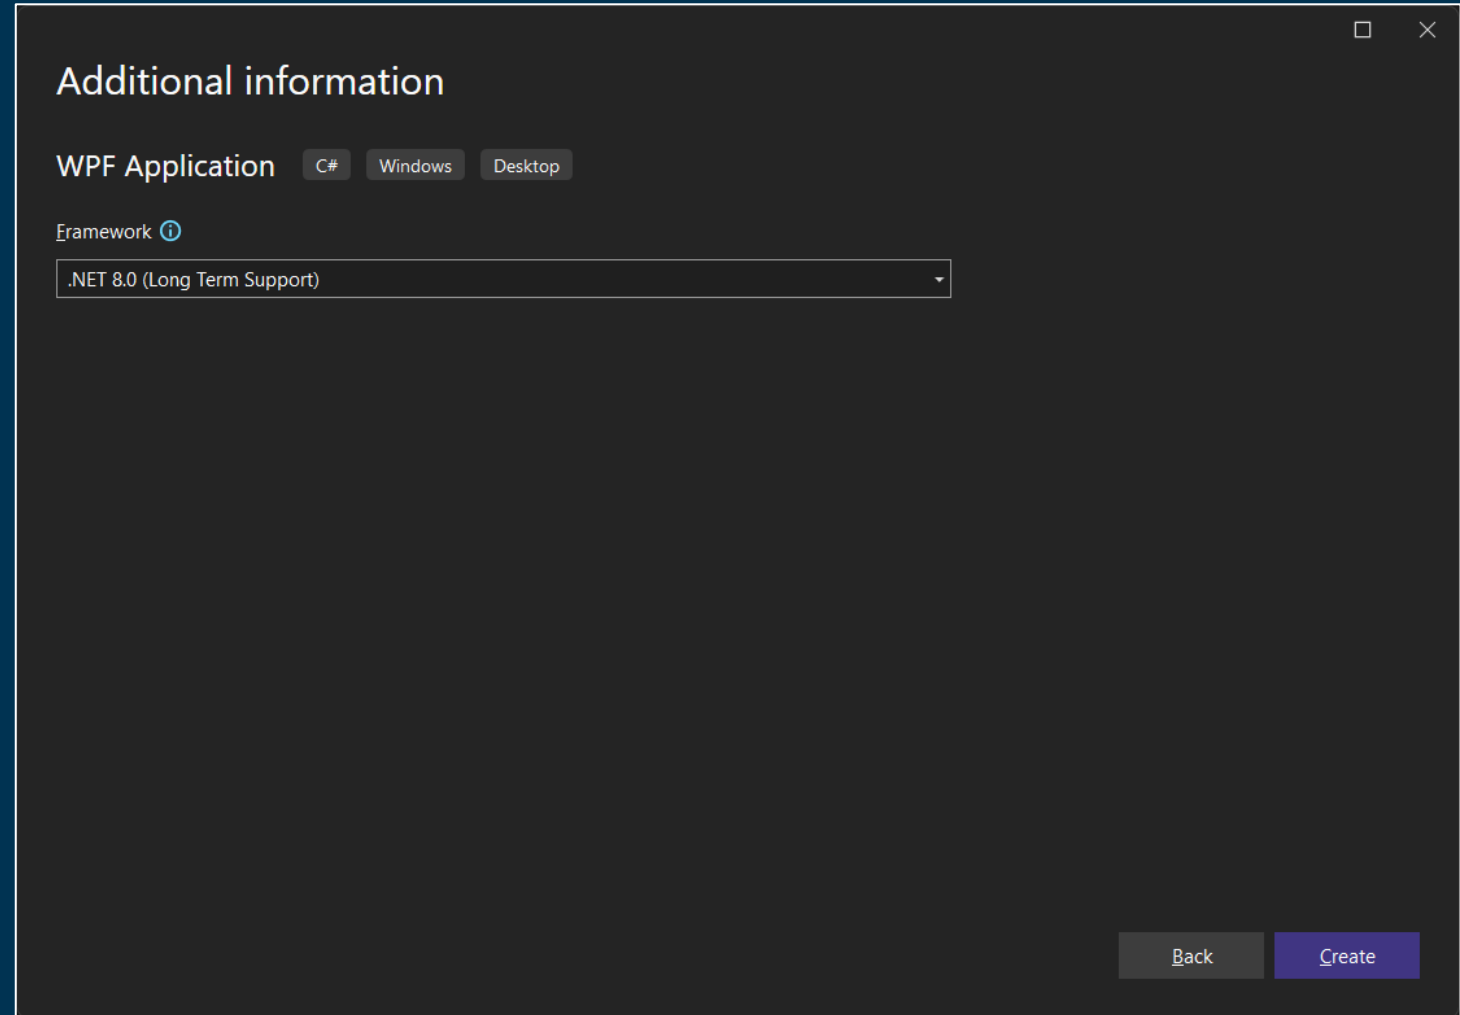 Additional information
WPF Application C# Windows Desktop
Framework
.NET 8.0 (Long Term Support)
Back Create